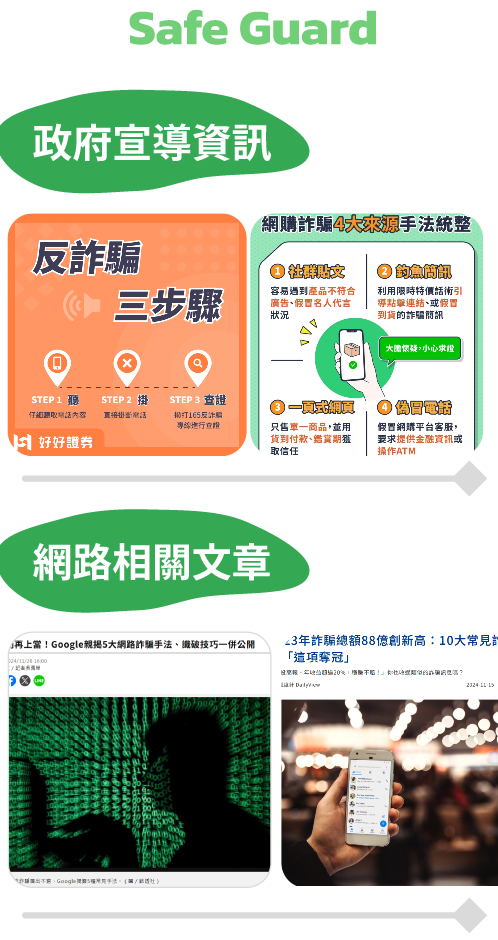 Safe Guard
政府宣導資訊
反詐騙
三步驟
STEP 1 聽
仔細聽取電話內容
STEP 2 掛
直接掛斷電話
STEP 3 查證
撥打165反詐騙
專線進行查證
好好證券
網購詐騙4大來源手法統整
1 社群貼文
容易遇到產品不符合
廣告、假冒名人代言
狀況
2 釣魚簡訊
利用限時特價話術引
導點擊連結、或假冒
到貨的詐騙簡訊
大膽懷疑,小心求證
3 一頁式網頁
只售單一商品,並用
貨到付款、鑑賞期獲
取信任
4 偽冒電話
假冒網購平台客服,
要求提供金融資訊或
操作ATM
網路相關文章
再上當！Google親揭5大網路詐騙手法、識破技巧一併公開
024/11/28 16:00
LINE
詐騙層出不窮,Google揭露5種常見手法。(圖/路透社)
23年詐騙總額88億創新高：10大常見詐
「這項奪冠」
DailyView
2024-11-15